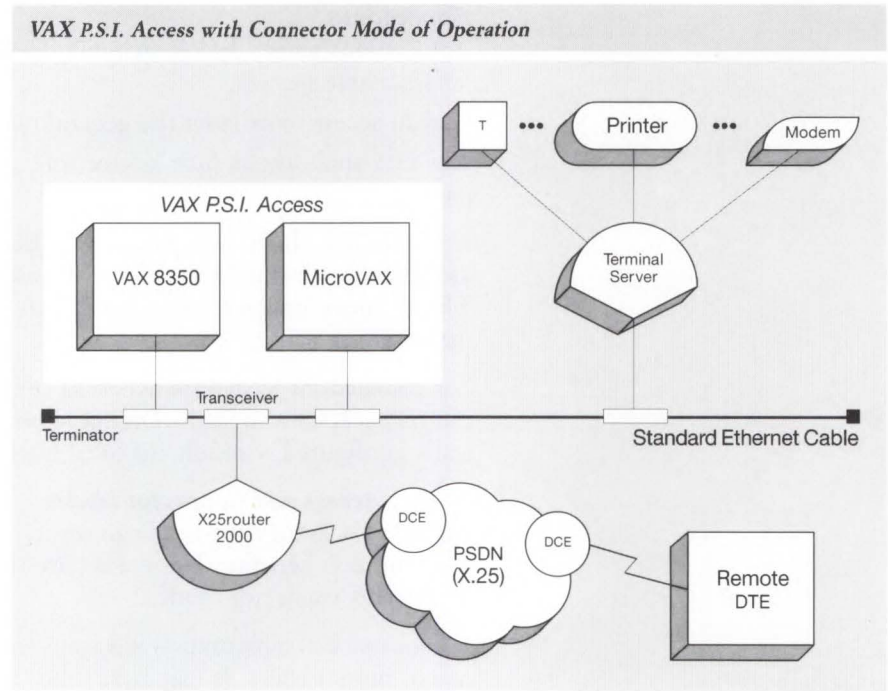 VAX P.S.I. Access with Connector Mode of Operation
T
Printer
Modem
VAX P.S.I. Access
VAX 8350
MicroVAX
Terminal
Server
Transceiver
Terminator
Standard Ethernet Cable
X25router
2000
DCE
PSDN
(X.25)
DCE
Remote
DTE